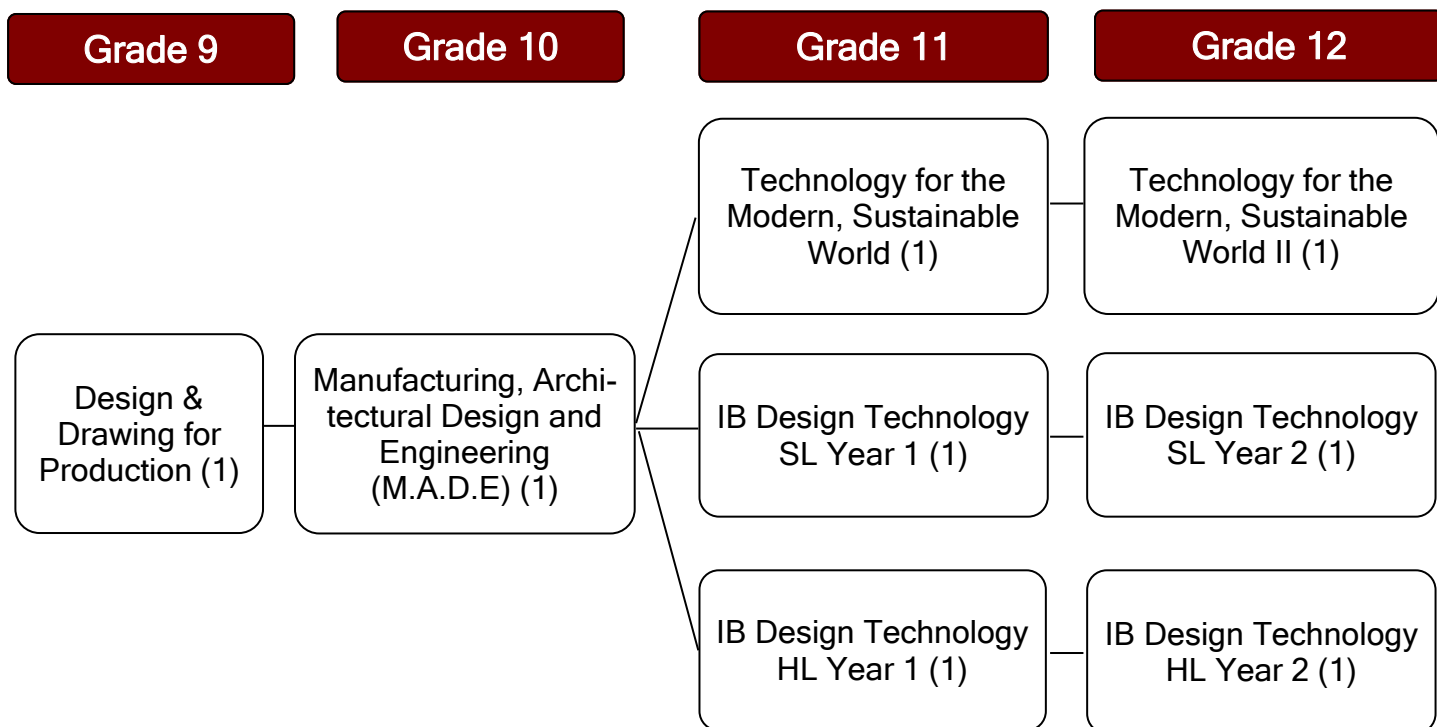 Grade 9
Grade 10
Grade 11
Grade 12
Design &
Drawing for
Production (1)
Manufacturing, Archi-
tectural Design and
Engineering
(M.A.D.E) (1)
Technology for the
Modern, Sustainable
World (1)
Technology for the
Modern, Sustainable
World II (1)
IB Design Technology
SL Year 1 (1)
IB Design Technology
SL Year 2 (1)
IB Design Technology
HL Year 1 (1)
IB Design Technology
HL Year 2 (1)